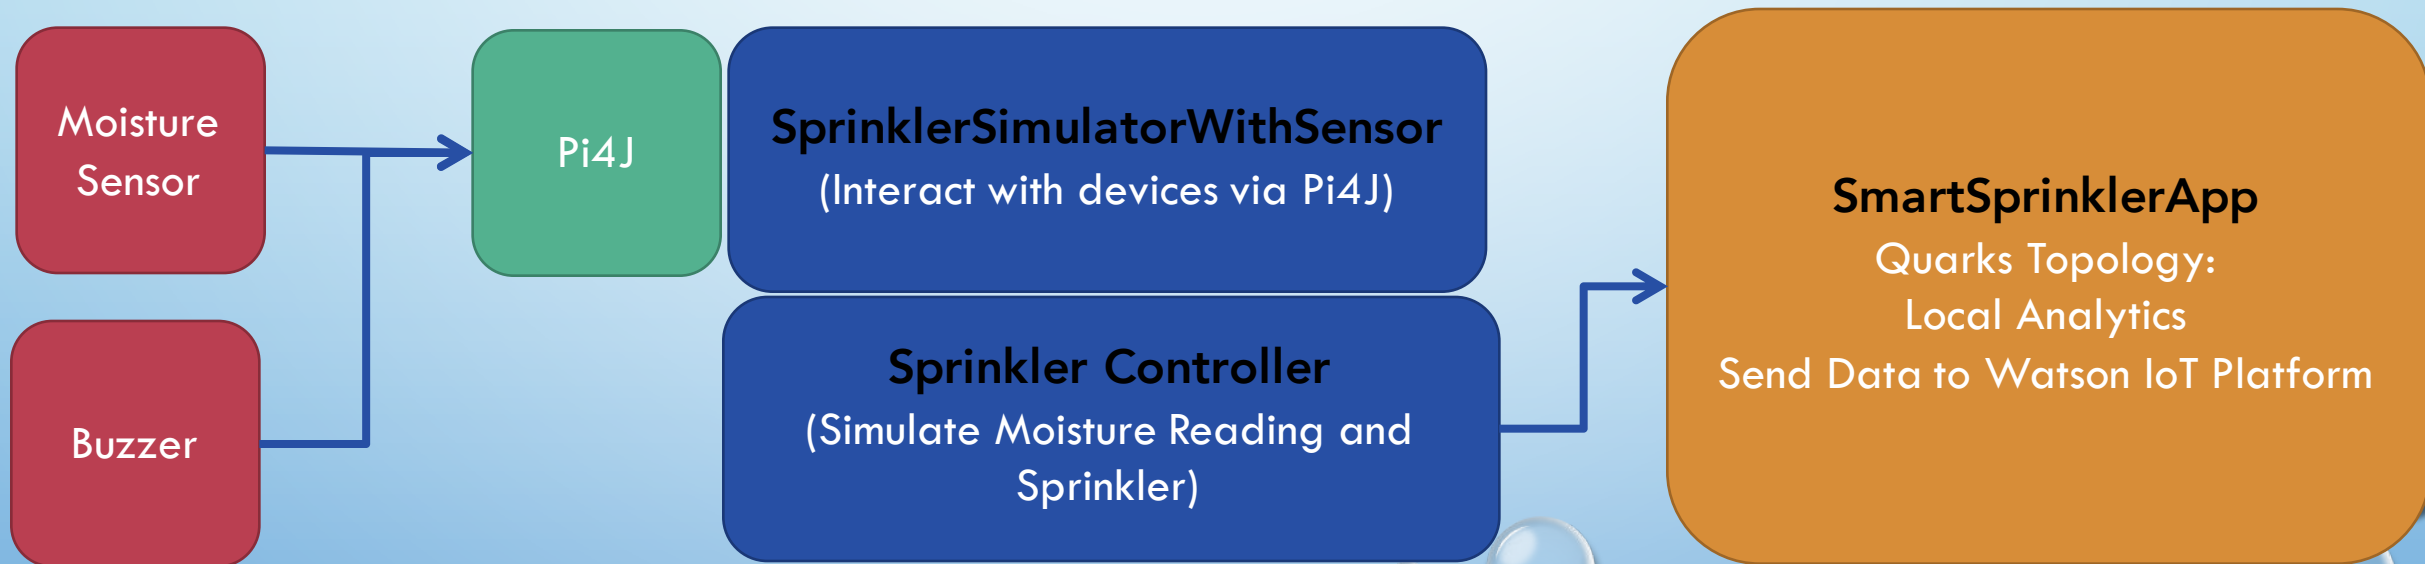 Moisture
Sensor
Buzzer
Pi4J
SprinklerSimulatorWithSensor
(Interact with devices via Pi4J)
Sprinkler Controller
(Simulate Moisture Reading and
Sprinkler)
SmartSprinklerApp
Quarks Topology:
Local Analytics
Send Data to Watson IoT Platform